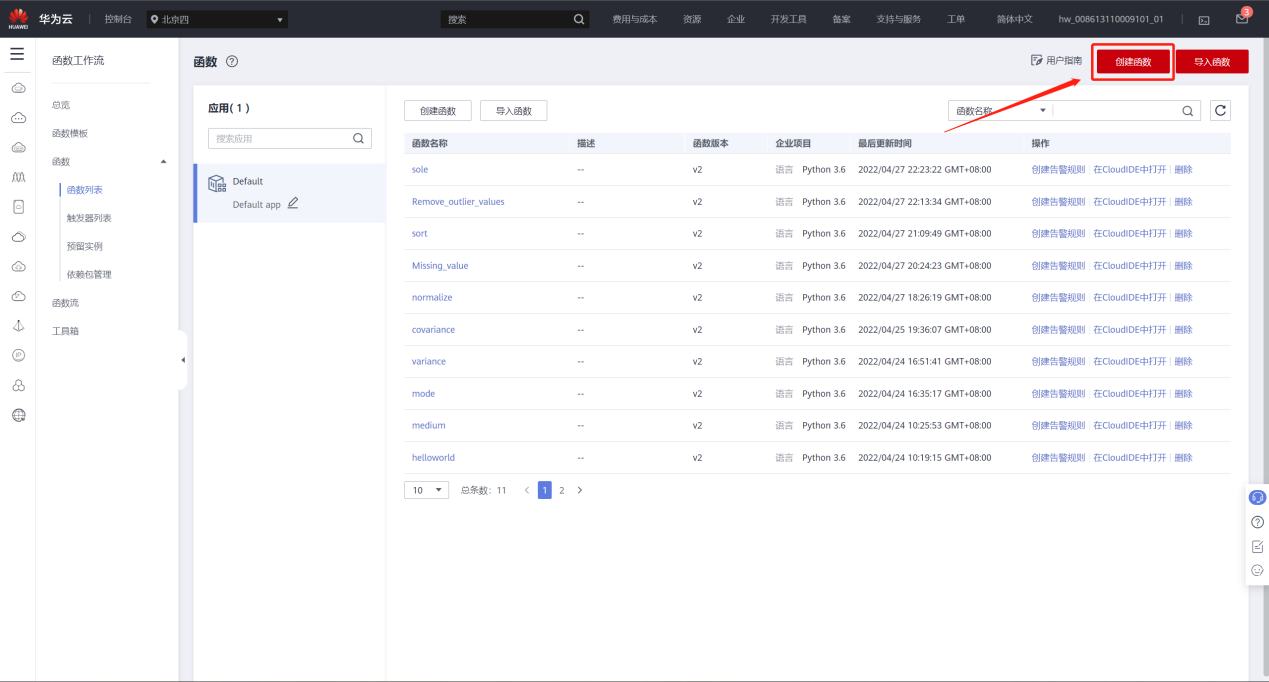 HUAWEI 华为云 控制台 北京四 搜索 费用与成本 资源 企业 开发工具 备案 支持与服务 工单 简体中文 hw_008613110009101_01 3
函数工作流
总览
函数模板
函数
函数列表
触发器列表
预留实例
依赖包管理
函数流
工具箱
函数 ? 用户指南 创建函数 导入函数
应用( 1 )
搜索应用
Default
Default app
创建函数 导入函数 函数名称
函数名称 描述 函数版本 企业项目 最后更新时间 操作
sole -- v2 语言 Python 3.6 2022/04/27 22:23:22 GMT+08:00 创建告警规则 在CloudIDE中打开 删除
Remove_outlier_values -- v2 语言 Python 3.6 2022/04/27 22:13:34 GMT+08:00 创建告警规则 在CloudIDE中打开 删除
sort -- v2 语言 Python 3.6 2022/04/27 21:09:49 GMT+08:00 创建告警规则 在CloudIDE中打开 删除
Missing_value -- v2 语言 Python 3.6 2022/04/27 20:24:23 GMT+08:00 创建告警规则 在CloudIDE中打开 删除
normalize -- v2 语言 Python 3.6 2022/04/27 18:26:19 GMT+08:00 创建告警规则 在CloudIDE中打开 删除
covariance -- v2 语言 Python 3.6 2022/04/25 19:36:07 GMT+08:00 创建告警规则 在CloudIDE中打开 删除
variance -- v2 语言 Python 3.6 2022/04/24 16:51:41 GMT+08:00 创建告警规则 在CloudIDE中打开 删除
mode -- v2 语言 Python 3.6 2022/04/24 16:35:17 GMT+08:00 创建告警规则 在CloudIDE中打开 删除
medium -- v2 语言 Python 3.6 2022/04/24 10:25:53 GMT+08:00 创建告警规则 在CloudIDE中打开 删除
helloworld -- v2 语言 Python 3.6 2022/04/24 10:19:15 GMT+08:00 创建告警规则 在CloudIDE中打开 删除
10 总条数: 11 < 1 2 >